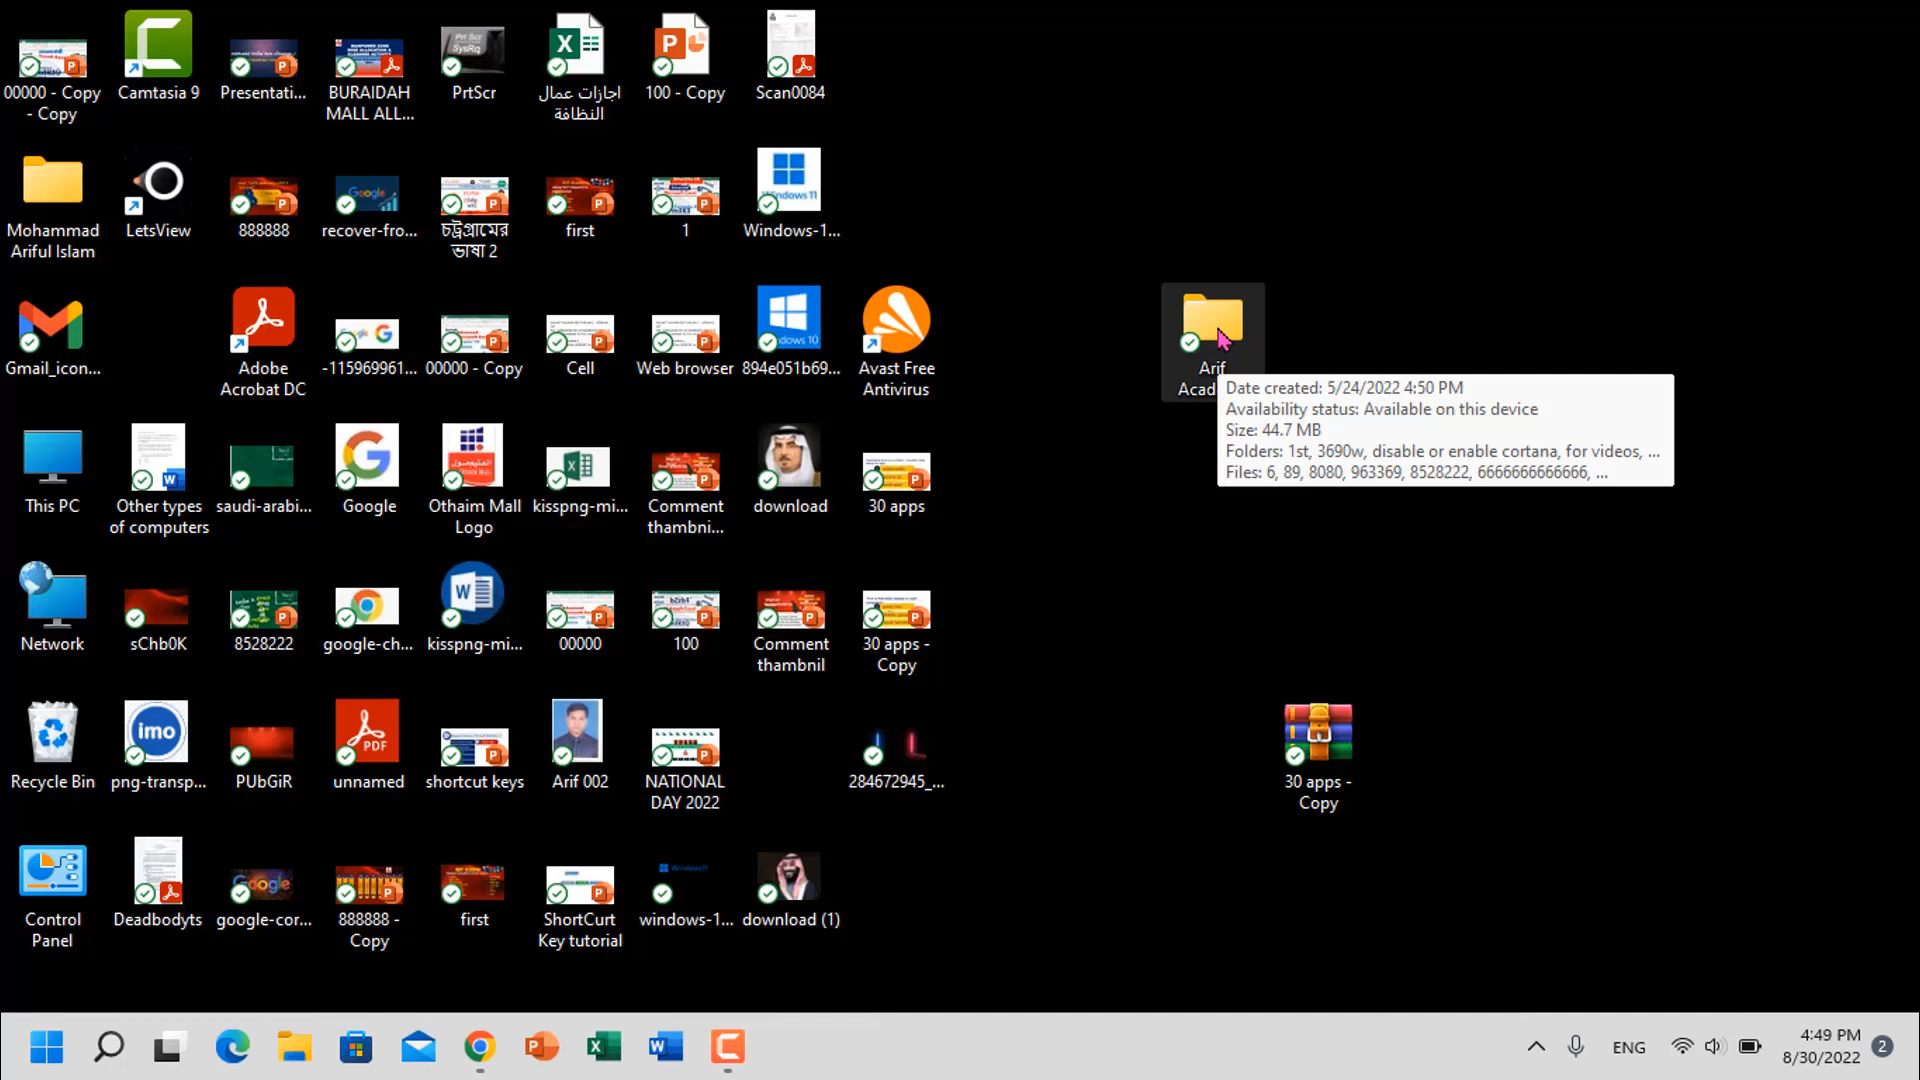 00000 - Copy
- Copy
Camtasia 9
Presentati...
BURAIDAH
MALL ALL...
PrtScr
اجازات عمال
النظافة
100 - Copy
Scan0084
Mohammad
Ariful Islam
LetsView
888888
recover-fro...
চট্টগ্রামের
ভাষা 2
first
1
Windows-1...
Gmail_icon...
Adobe
Acrobat DC
-115969961...
00000 - Copy
Cell
Web browser
894e051b69...
Avast Free
Antivirus
Arif
Acad
Date created: 5/24/2022 4:50 PM
Availability status: Available on this device
Size: 44.7 MB
Folders: 1st, 3690w, disable or enable cortana, for videos, ...
Files: 6, 89, 8080, 963369, 8528222, 6666666666666, ...
This PC
Other types
of computers
saudi-arabi...
Google
Othaim Mall
Logo
kisspng-mi...
Comment
thambni...
download
30 apps
Network
sChb0K
8528222
google-ch...
kisspng-mi...
00000
100
Comment
thambnil
30 apps -
Copy
Recycle Bin
png-transp...
PUbGiR
unnamed
shortcut keys
Arif 002
NATIONAL
DAY 2022
284672945_...
30 apps -
Copy
Control
Panel
Deadbodyts
google-cor...
888888 -
Copy
first
ShortCurt
Key tutorial
windows-1...
download (1)
ENG
4:49 PM
8/30/2022
2